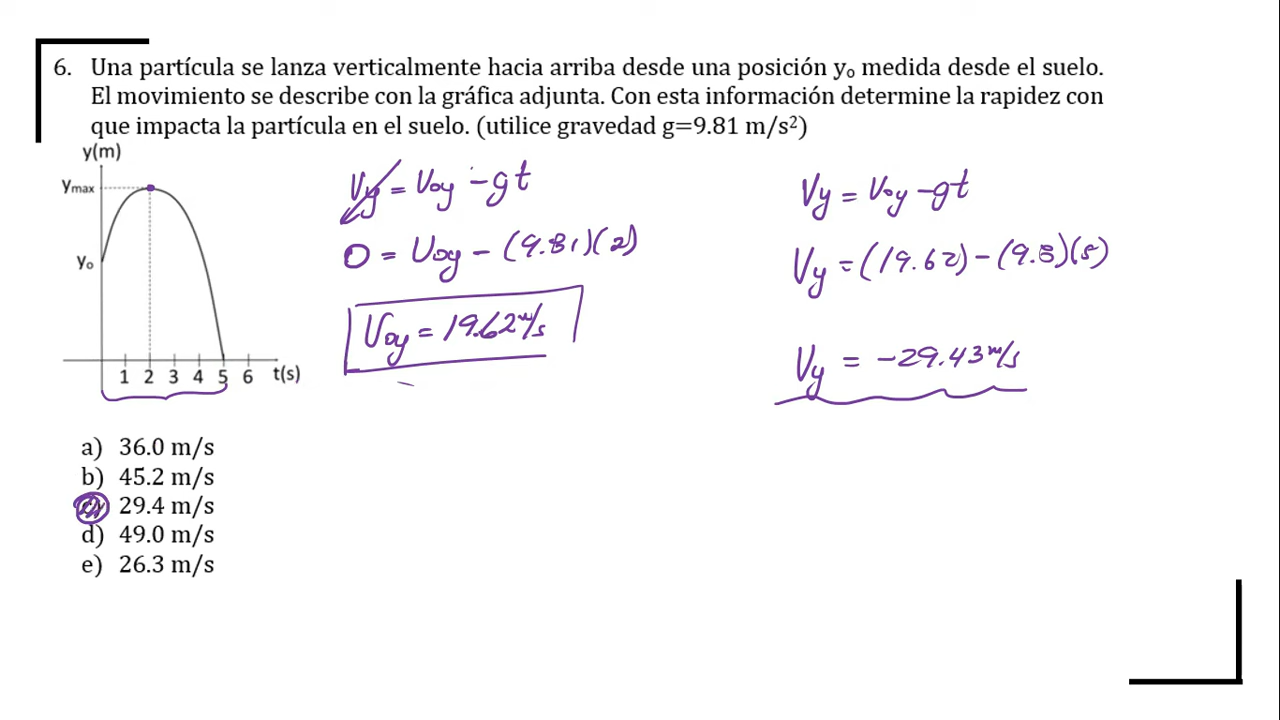 6. Una partícula se lanza verticalmente hacia arriba desde una posición y₀ medida desde el suelo.
El movimiento se describe con la gráfica adjunta. Con esta información determine la rapidez con
que impacta la partícula en el suelo. (utilice gravedad g=9.81 m/s²)
y(m)
Ymax
y₀
1 2 3 4 5 6 t(s)
Vy = Voy - gt
0 = Voy - (9.81)(2)
Voy = 19.62 m/s
Vy = Voy - gt
Vy = (19.62) - (9.8)(5)
Vy = -29.43 m/s
a) 36.0 m/s
b) 45.2 m/s
29.4 m/s
d) 49.0 m/s
e) 26.3 m/s